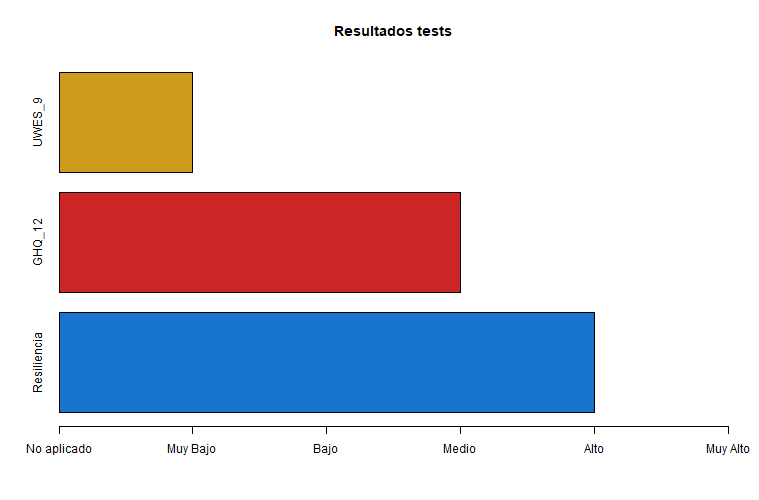 Resultados tests
UWES_9
GHQ_12
Resiliencia
No aplicado
Muy Bajo
Bajo
Medio
Alto
Muy Alto